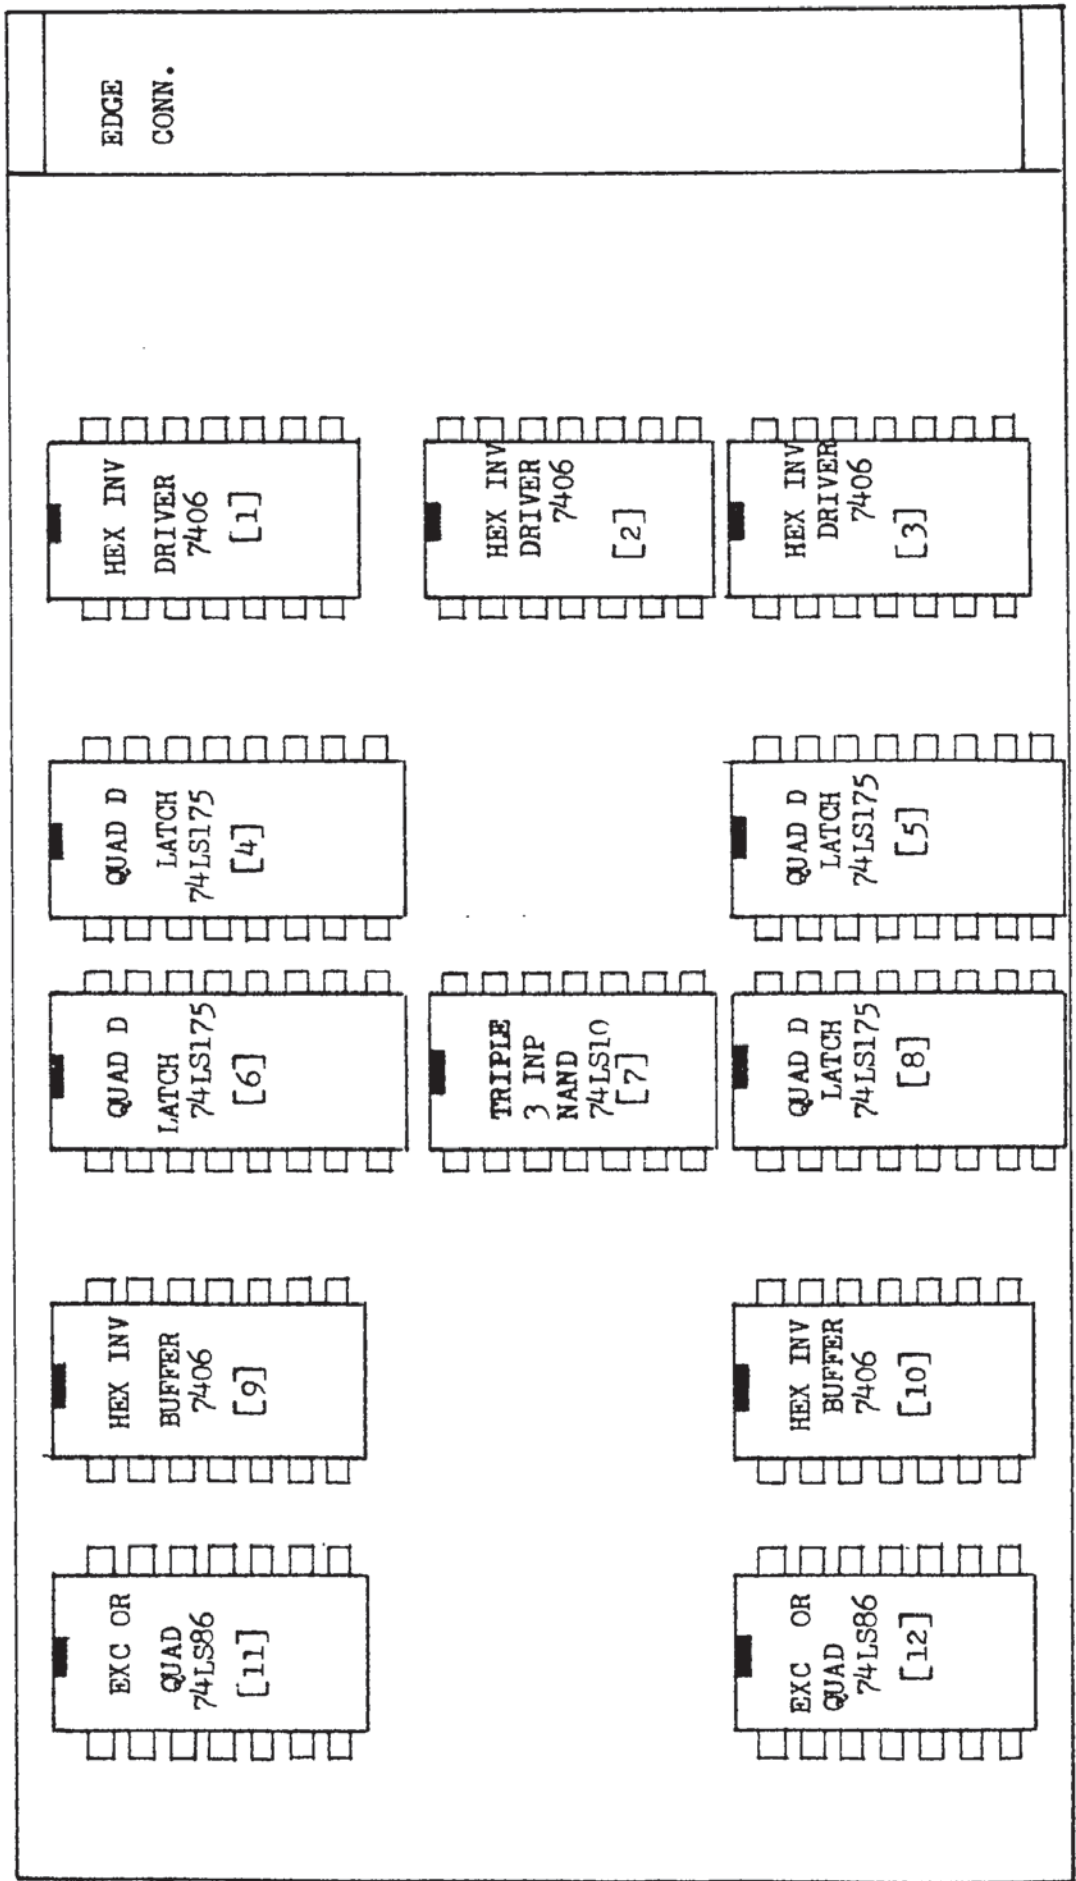 EDGE
CONN.
HEX INV
DRIVER
7406
[1]
HEX INV
DRIVER
7406
[2]
HEX INV
DRIVER
7406
[3]
QUAD D
LATCH
74LS175
[4]
QUAD D
LATCH
74LS175
[5]
QUAD D
LATCH
74LS175
[6]
TRIPLE
3 INP
NAND
74LS10
[7]
QUAD D
LATCH
74LS175
[8]
HEX INV
BUFFER
7406
[9]
HEX INV
BUFFER
7406
[10]
EXC OR
QUAD
74LS86
[11]
EXC OR
QUAD
74LS86
[12]